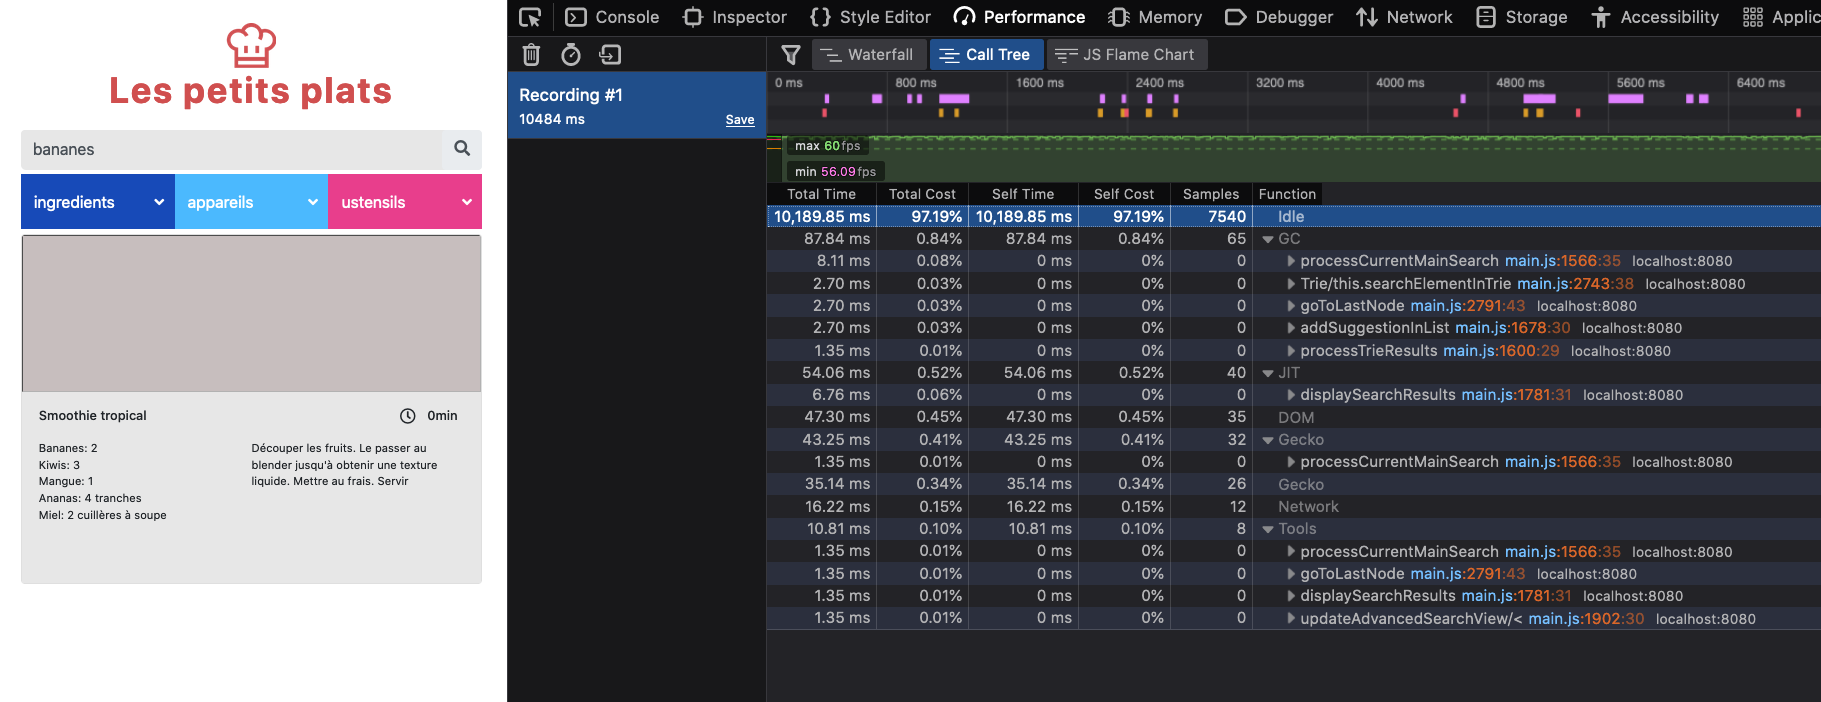 Les petits plats
bananes
ingredients appareils ustensils
Smoothie tropical 0min
Bananes: 2
Kiwis: 3
Mangue: 1
Ananas: 4 tranches
Miel: 2 cuillères à soupe
Découper les fruits. Le passer au
blender jusqu'à obtenir une texture
liquide. Mettre au frais. Servir
Console Inspector Style Editor Performance Memory Debugger Network Storage Accessibility Applic
Waterfall Call Tree JS Flame Chart
Recording #1
10484 ms Save
0 ms 800 ms 1600 ms 2400 ms 3200 ms 4000 ms 4800 ms 5600 ms 6400 ms
max 60fps
min 56.09fps
Total Time Total Cost Self Time Self Cost Samples Function
10,189.85 ms 97.19% 10,189.85 ms 97.19% 7540 Idle
87.84 ms 0.84% 87.84 ms 0.84% 65 GC
8.11 ms 0.08% 0 ms 0% 0 processCurrentMainSearch main.js:1566:35 localhost:8080
2.70 ms 0.03% 0 ms 0% 0 Trie/this.searchElementInTrie main.js:2743:38 localhost:8080
2.70 ms 0.03% 0 ms 0% 0 goToLastNode main.js:2791:43 localhost:8080
2.70 ms 0.03% 0 ms 0% 0 addSuggestionInList main.js:1678:30 localhost:8080
1.35 ms 0.01% 0 ms 0% 0 processTrieResults main.js:1600:29 localhost:8080
54.06 ms 0.52% 54.06 ms 0.52% 40 JIT
6.76 ms 0.06% 0 ms 0% 0 displaySearchResults main.js:1781:31 localhost:8080
47.30 ms 0.45% 47.30 ms 0.45% 35 DOM
43.25 ms 0.41% 43.25 ms 0.41% 32 Gecko
1.35 ms 0.01% 0 ms 0% 0 processCurrentMainSearch main.js:1566:35 localhost:8080
35.14 ms 0.34% 35.14 ms 0.34% 26 Gecko
16.22 ms 0.15% 16.22 ms 0.15% 12 Network
10.81 ms 0.10% 10.81 ms 0.10% 8 Tools
1.35 ms 0.01% 0 ms 0% 0 processCurrentMainSearch main.js:1566:35 localhost:8080
1.35 ms 0.01% 0 ms 0% 0 goToLastNode main.js:2791:43 localhost:8080
1.35 ms 0.01% 0 ms 0% 0 displaySearchResults main.js:1781:31 localhost:8080
1.35 ms 0.01% 0 ms 0% 0 updateAdvancedSearchView/< main.js:1902:30 localhost:8080